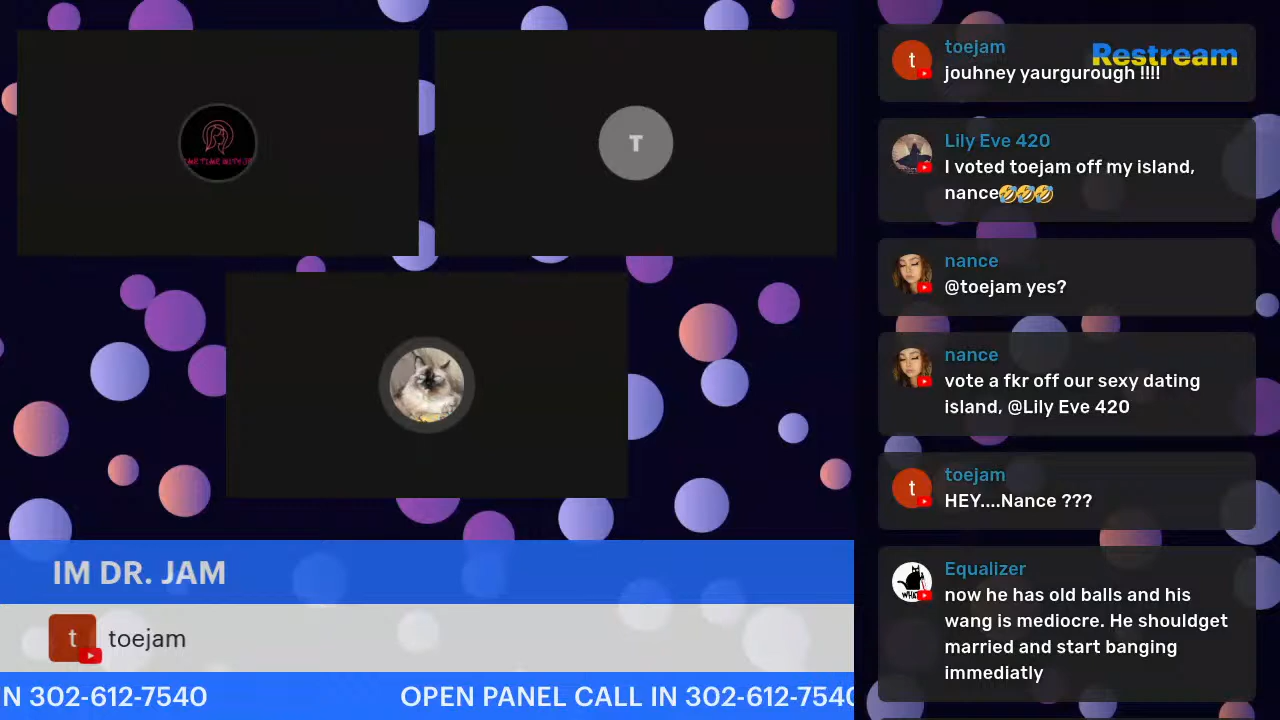 T
toejam
Restream
jouhney yaurgurough !!!!
Lily Eve 420
I voted toejam off my island,
nance🤣🤣🤣
nance
@toejam yes?
nance
vote a fkr off our sexy dating
island, @Lily Eve 420
t
toejam
HEY....Nance ???
Equalizer
now he has old balls and his
wang is mediocre. He shouldget
married and start banging
immediatly
IM DR. JAM
t
toejam
N 302-612-7540
OPEN PANEL CALL IN 302-612-7540